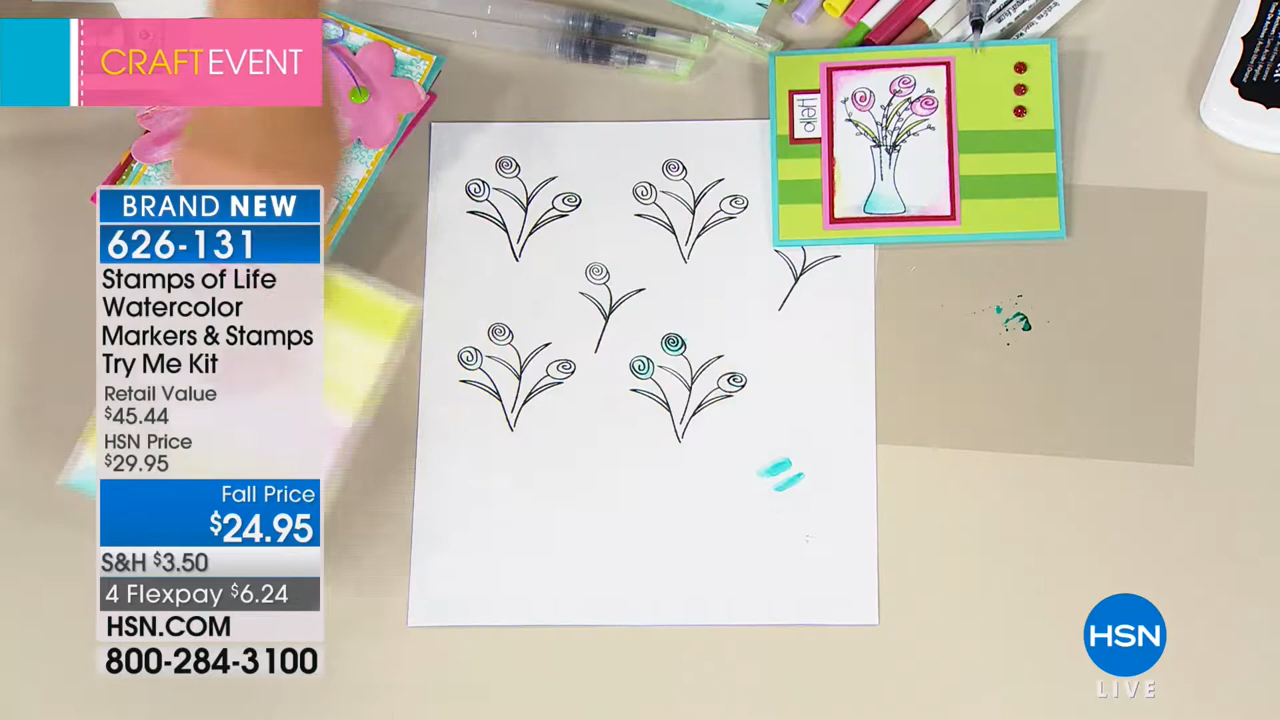 CRAFT EVENT
BRAND NEW
626-131
Stamps of Life
Watercolor
Markers & Stamps
Try Me Kit
Retail Value
$45.44
HSN Price
$29.95
Fall Price
$24.95
S&H $3.50
4 Flexpay $6.24
HSN.COM
800-284-3100
Hello
HSN
LIVE